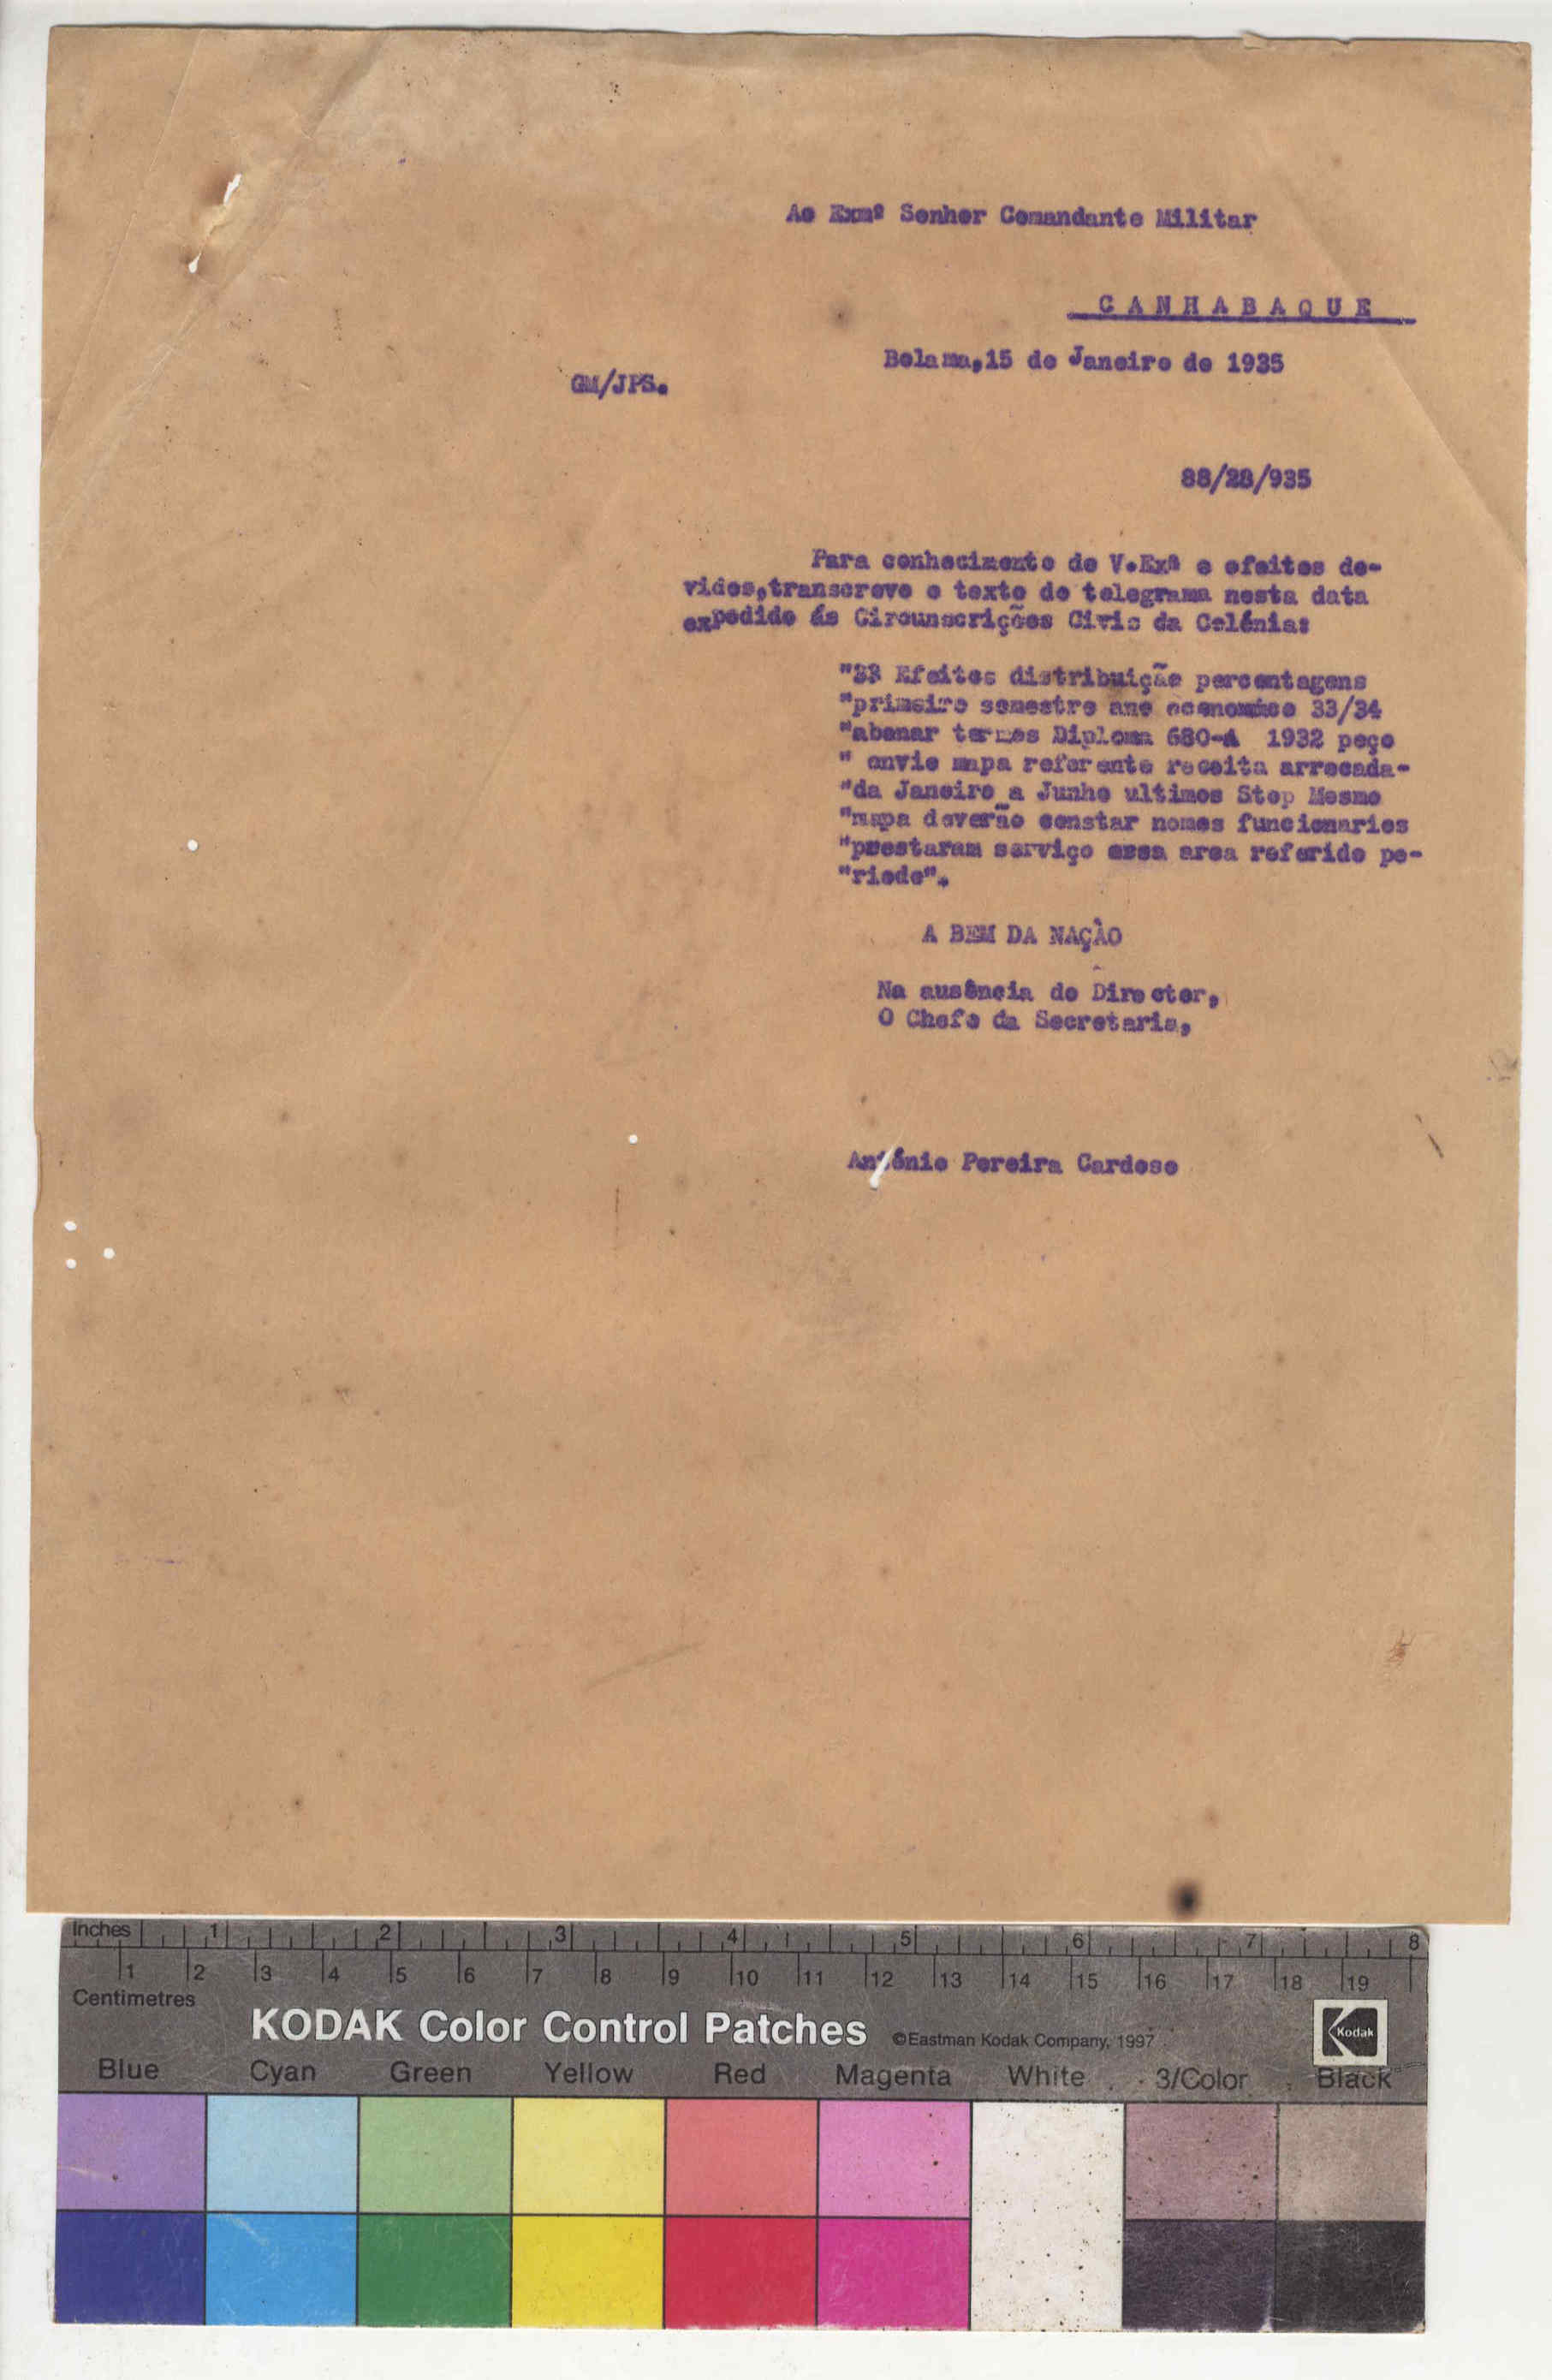 Ao Exmº Senhor Comandante Militar
CANHABAQUE
Bolama,15 de Janeiro de 1935
GM/JPS.
88/28/935
Para conhecimento de V.Exª e efeitos de-
vidos,transcrevo o texto do telegrama nesta data
expedido ás Circunscrições Civis da Colónia:
"33 Efeitos distribuição percentagens
"primeiro semestre ano economico 33/34
"abonar termos Diploma 680-A 1932 peço
" envie mapa referente receita arrecada-
"da Janeiro a Junho ultimos Stop Mesmo
"mapa deverão constar nomes funcionarios
"prestaram serviço essa area referido pe-
"riodo".
A BEM DA NAÇÃO
Na ausência do Director,
O Chefe da Secretaria,
António Pereira Cardoso
Inches 1 2 3 4 5 6 7 8
1 2 3 4 5 6 7 8 9 10 11 12 13 14 15 16 17 18 19
Centimetres
KODAK Color Control Patches ©Eastman Kodak Company, 1997 Kodak
Blue Cyan Green Yellow Red Magenta White 3/Color Black